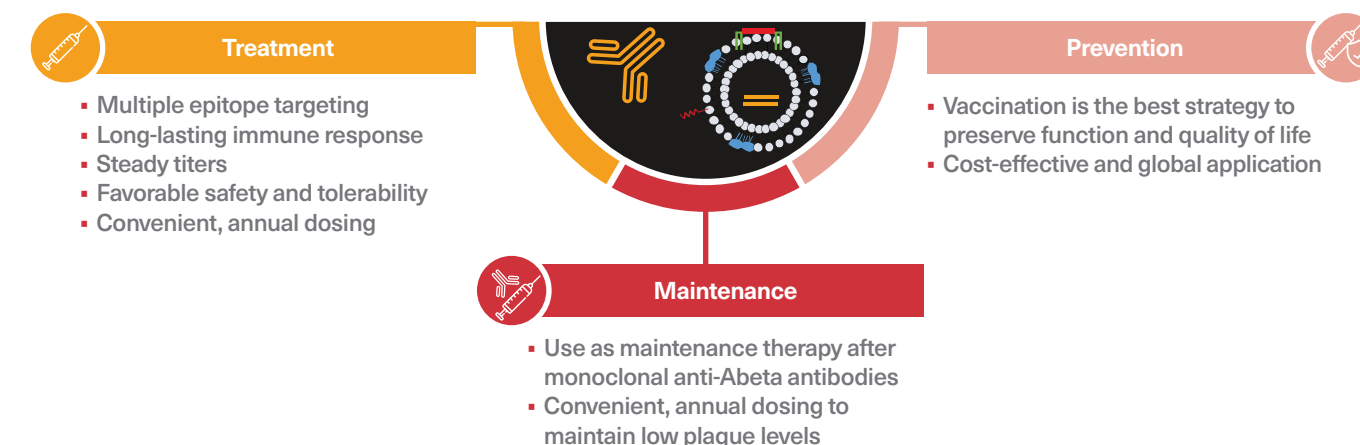 Treatment
▪ Multiple epitope targeting
▪ Long-lasting immune response
▪ Steady titers
▪ Favorable safety and tolerability
▪ Convenient, annual dosing
Prevention
▪ Vaccination is the best strategy to
preserve function and quality of life
▪ Cost-effective and global application
Maintenance
▪ Use as maintenance therapy after
monoclonal anti-Abeta antibodies
▪ Convenient, annual dosing to
maintain low plaque levels